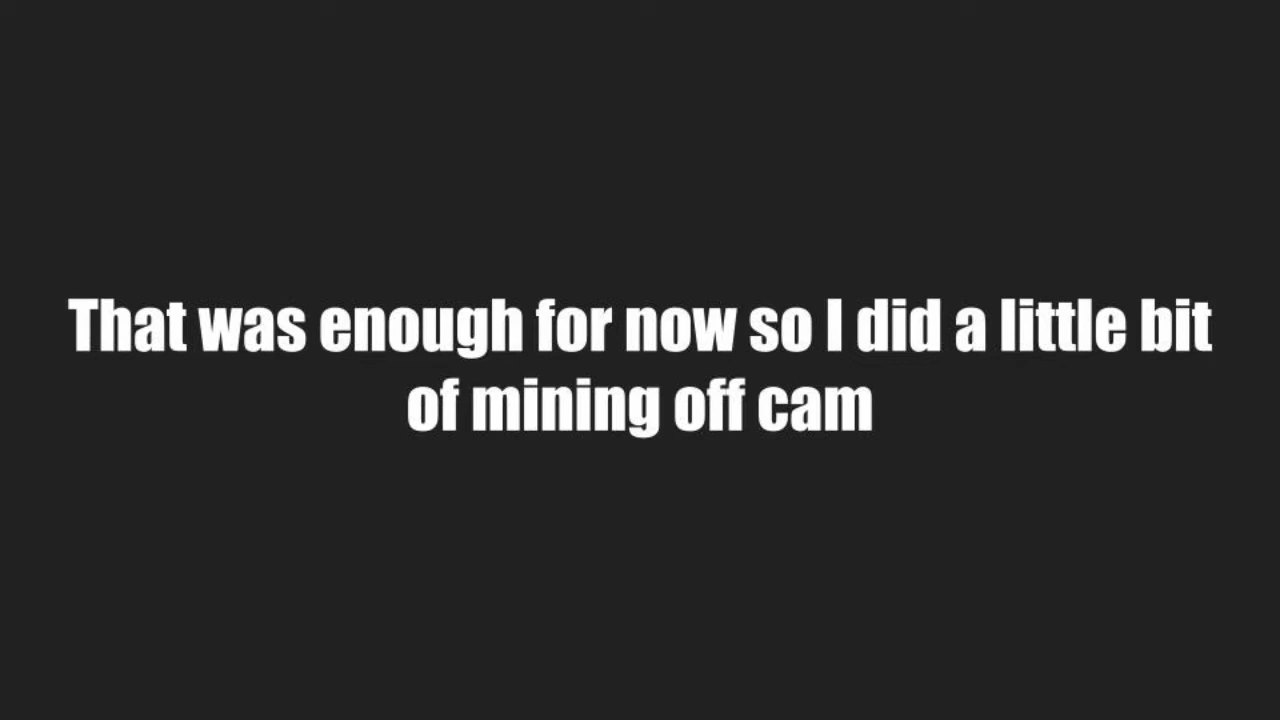 That was enough for now so I did a little bit
of mining off cam